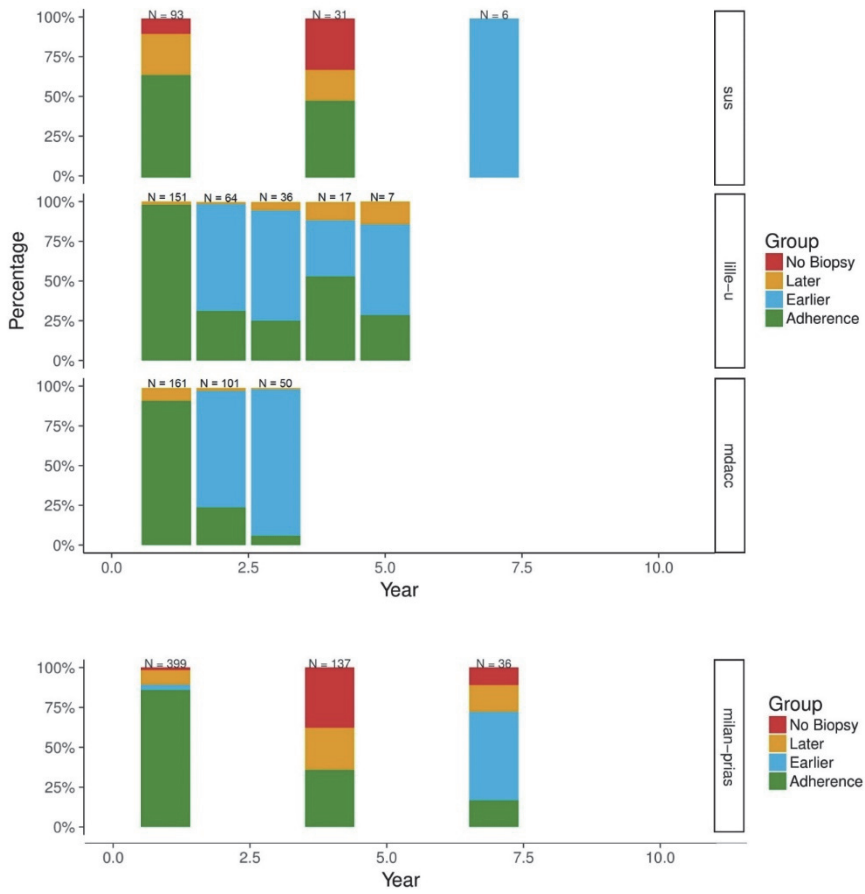 N = 93
N = 31
N = 6
100%
75%
50%
25%
0%
sus
N = 151
N = 64
N = 36
N = 17
N= 7
100%
75%
50%
25%
0%
lille-u
N = 161
N = 101
N = 50
100%
75%
50%
25%
0%
mdacc
Percentage
0.0
2.5
5.0
7.5
10.0
Year
Group
No Biopsy
Later
Earlier
Adherence
N = 399
N = 137
N = 36
100%
75%
50%
25%
0%
milan-prias
0.0
2.5
5.0
7.5
10.0
Year
Group
No Biopsy
Later
Earlier
Adherence